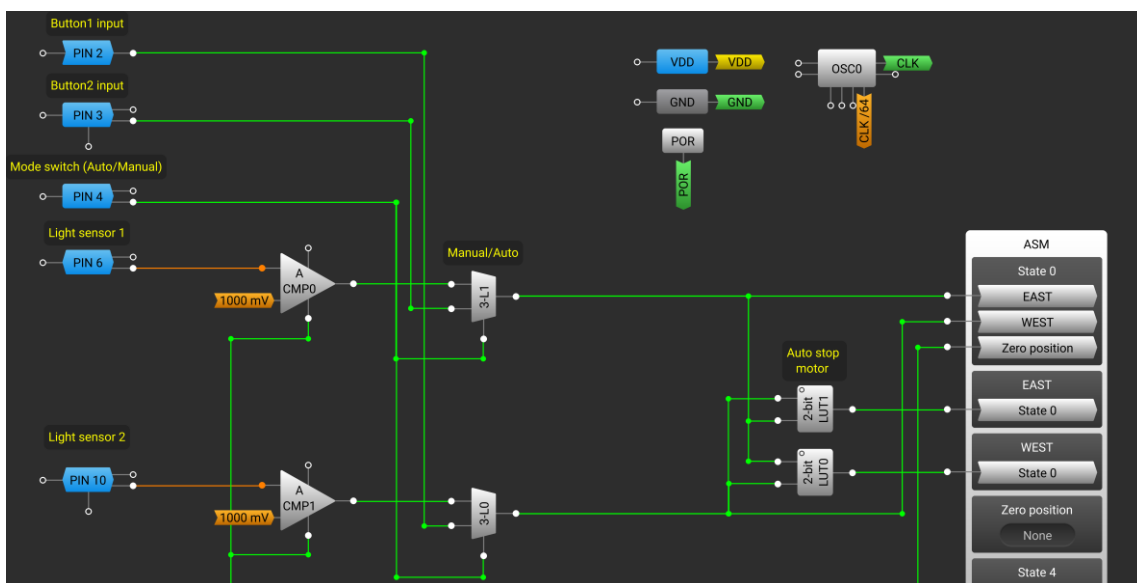 Button1 input
PIN 2
Button2 input
PIN 3
Mode switch (Auto/Manual)
PIN 4
Light sensor 1
PIN 6
A
CMP0
1000 mV
Manual/Auto
3-L1
VDD
VDD
GND
GND
POR
POR
OSC0
CLK
CLK /64
Auto stop
motor
2-bit
LUT1
2-bit
LUT0
Light sensor 2
PIN 10
A
CMP1
1000 mV
3-L0
ASM
State 0
EAST
WEST
Zero position
EAST
State 0
WEST
State 0
Zero position
None
State 4